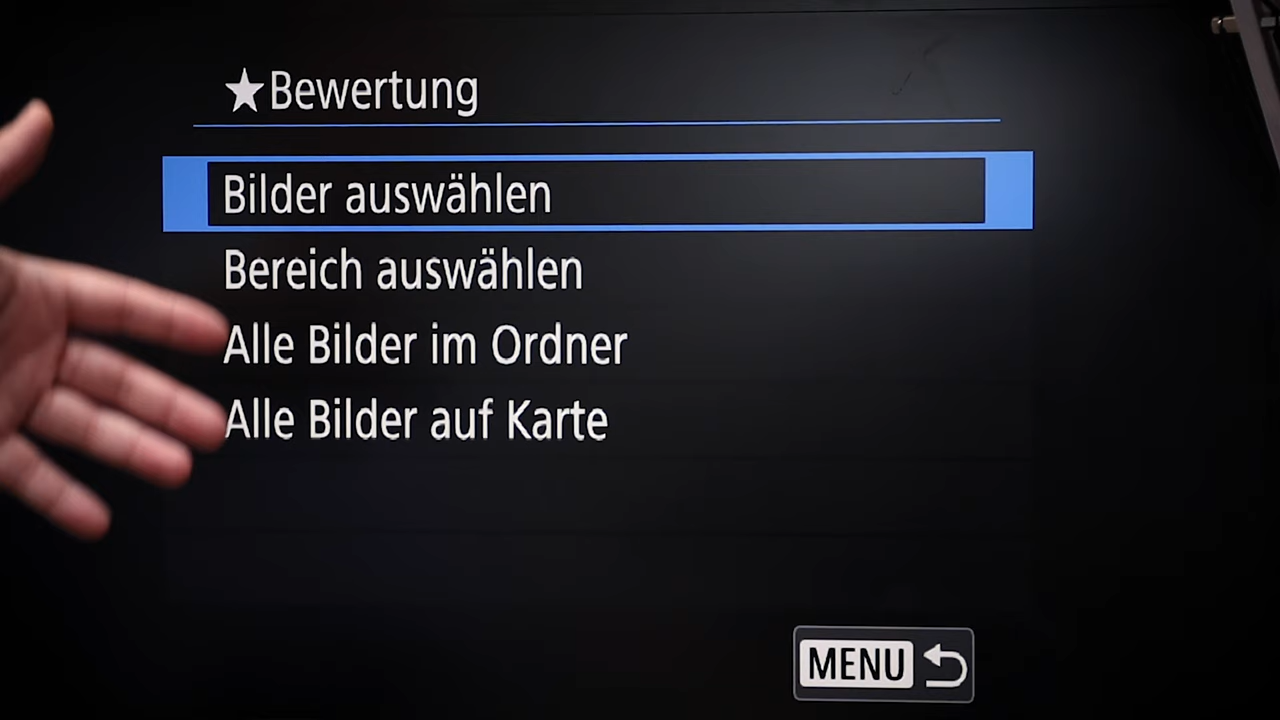 ★Bewertung
Bilder auswählen
Bereich auswählen
Alle Bilder im Ordner
Alle Bilder auf Karte
MENU